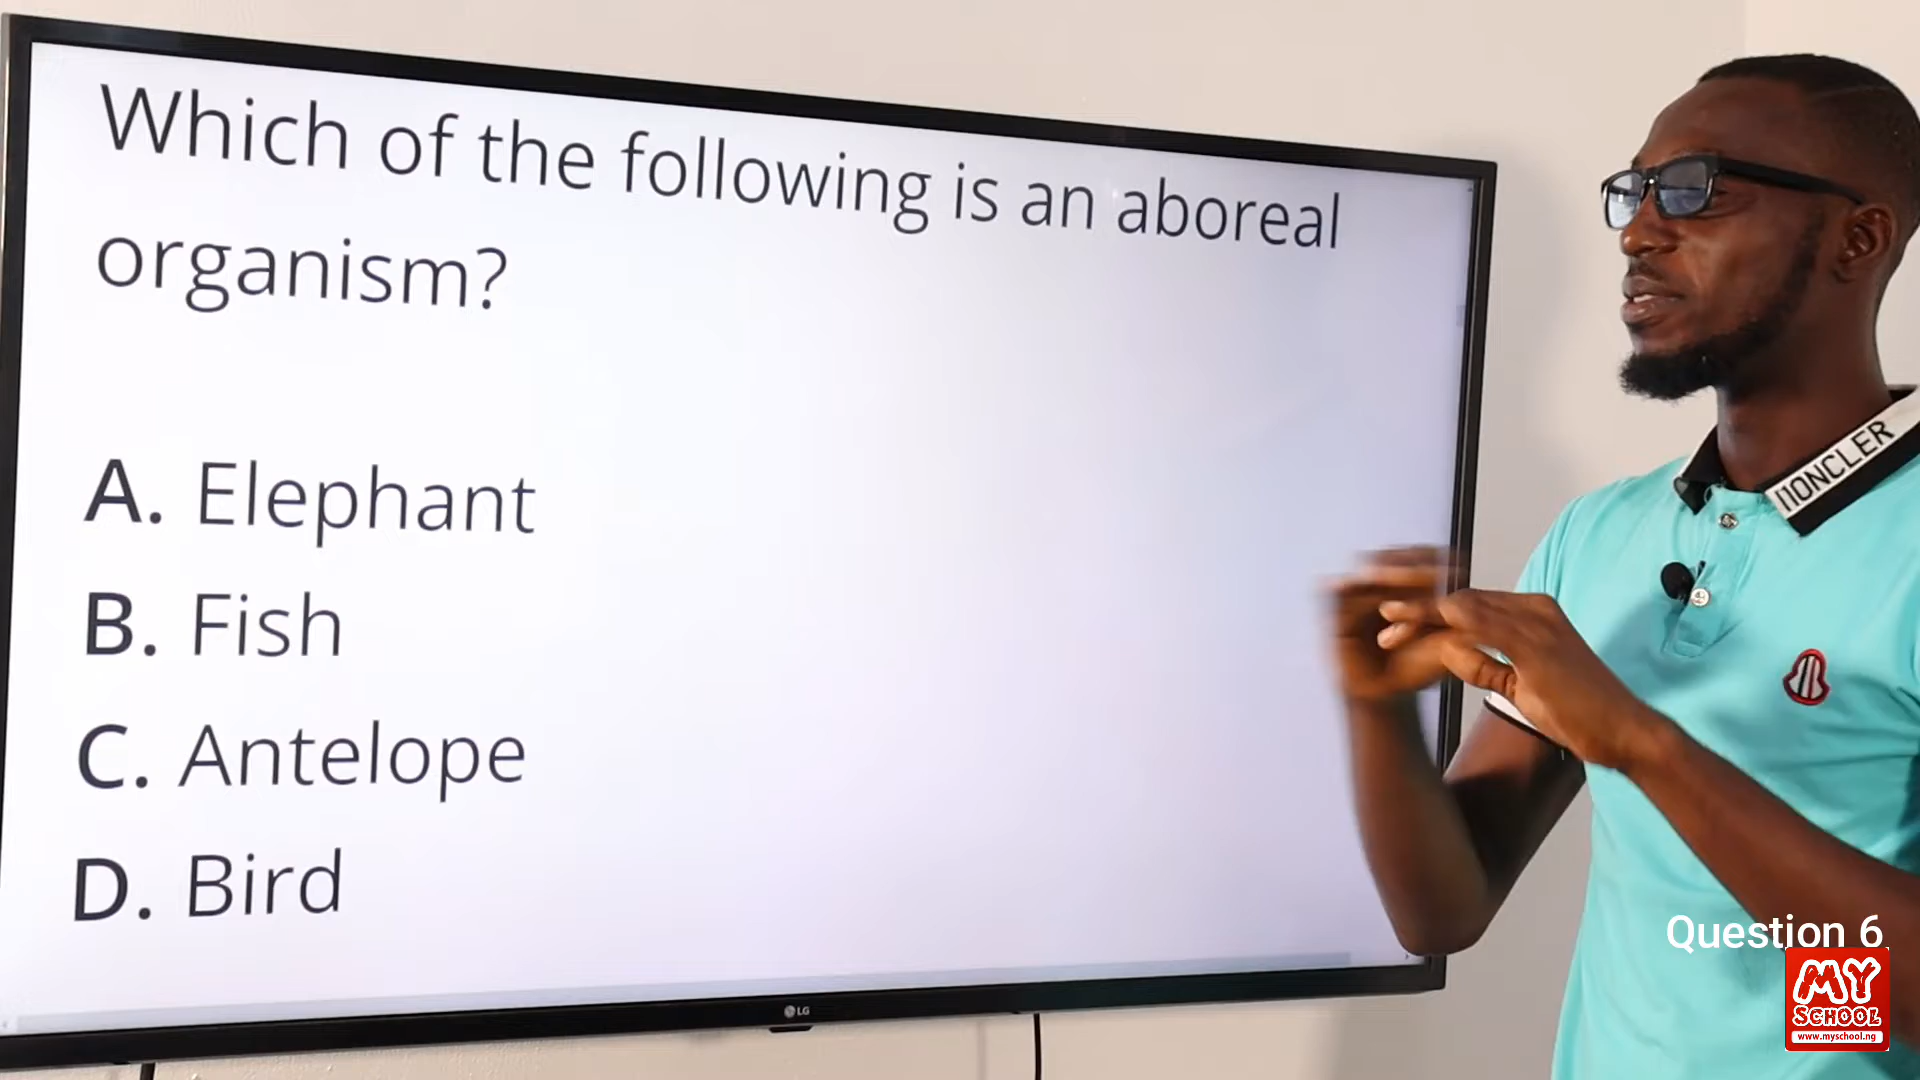 Which of the following is an aboreal
organism?
A. Elephant
B. Fish
C. Antelope
D. Bird
MONCLER
Question 6
MY
SCHOOL
www.myschool.ng
LG